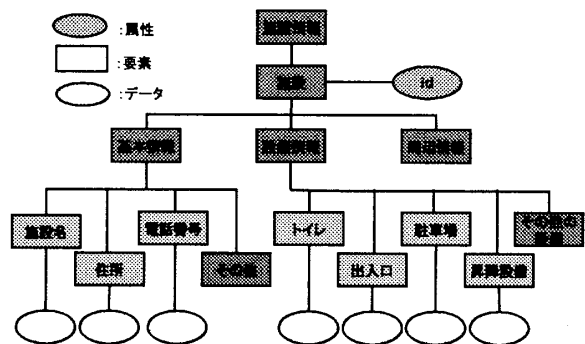 :属性
:要素
:データ
施設情報
施設
id
基本情報
設備情報
周辺情報
施設名
住所
電話番号
その他
トイレ
出入口
駐車場
昇降設備
その他の
設備